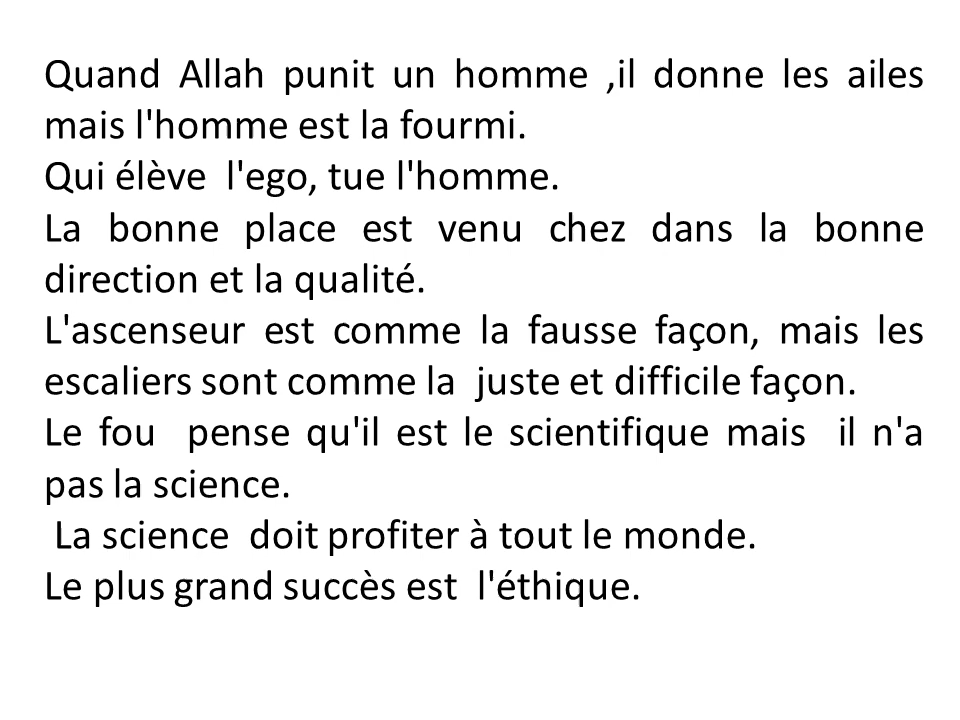 Quand Allah punit un homme ,il donne les ailes
mais l'homme est la fourmi.
Qui élève  l'ego, tue l'homme.
La bonne place est venu chez dans la bonne
direction et la qualité.
L'ascenseur est comme la fausse façon, mais les
escaliers sont comme la  juste et difficile façon.
Le fou  pense qu'il est le scientifique mais  il n'a
pas la science.
La science  doit profiter à tout le monde.
Le plus grand succès est  l'éthique.